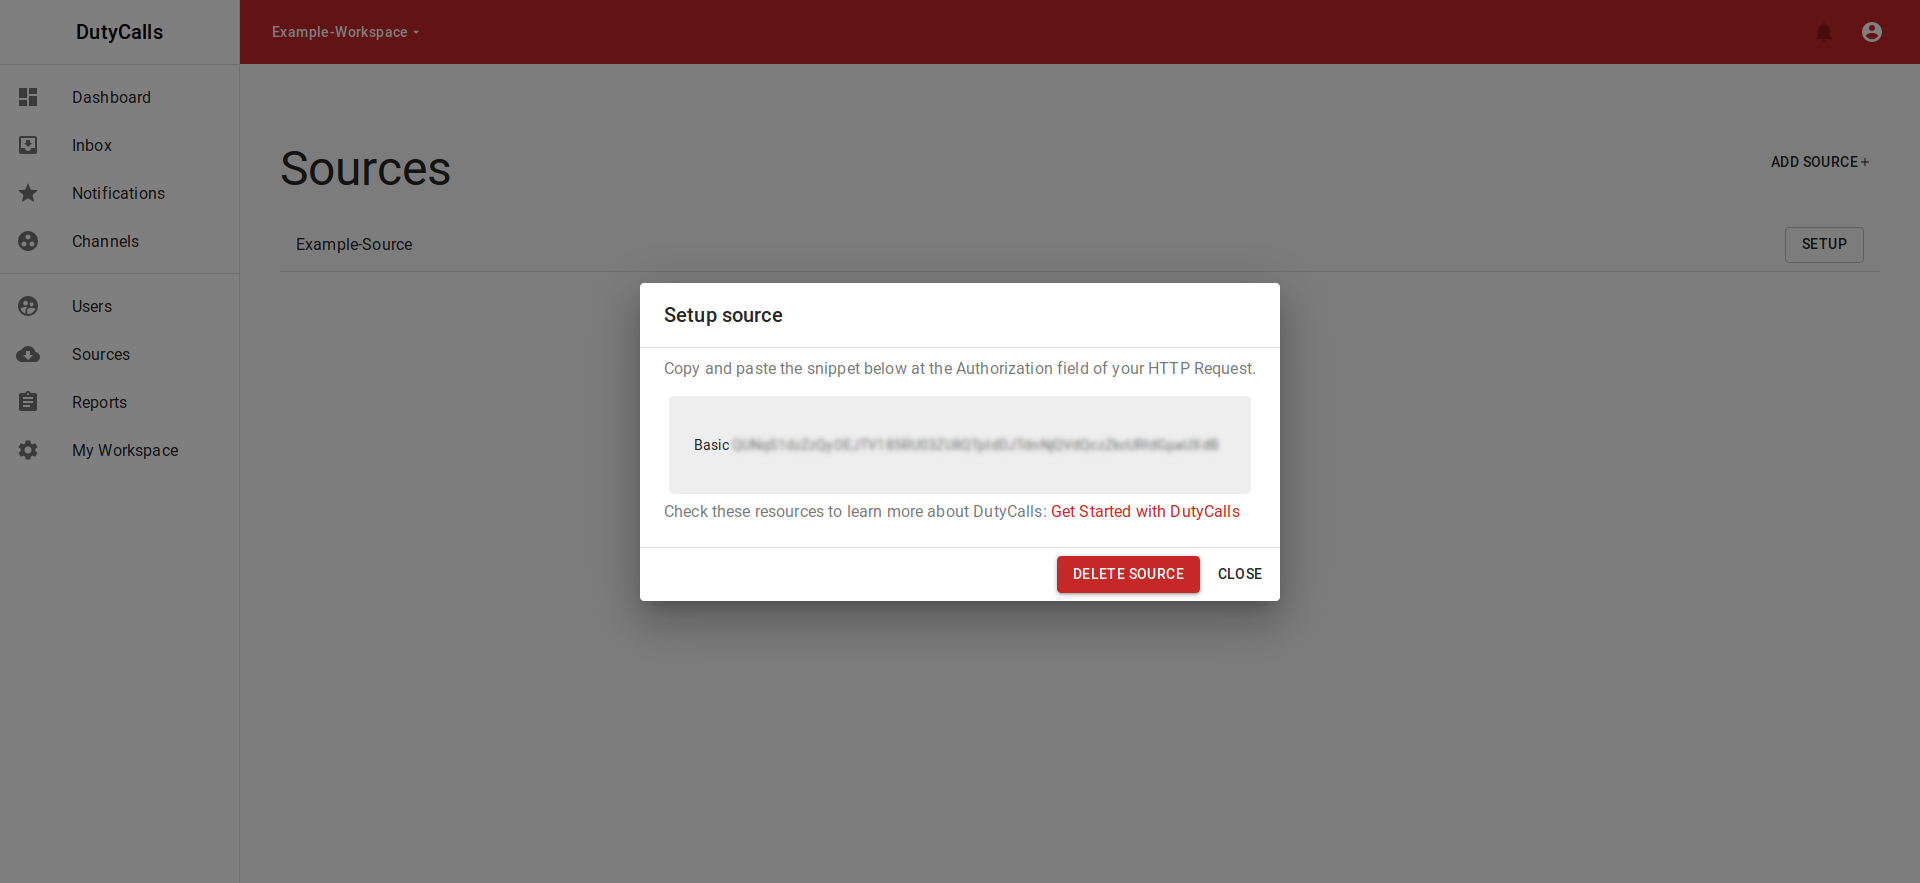 DutyCalls
Example-Workspace
Dashboard
Inbox
Notifications
Channels
Users
Sources
Reports
My Workspace
Sources
ADD SOURCE+
Example-Source
SETUP
Setup source
Copy and paste the snippet below at the Authorization field of your HTTP Request.
Basic
Check these resources to learn more about DutyCalls: Get Started with DutyCalls
DELETE SOURCE
CLOSE